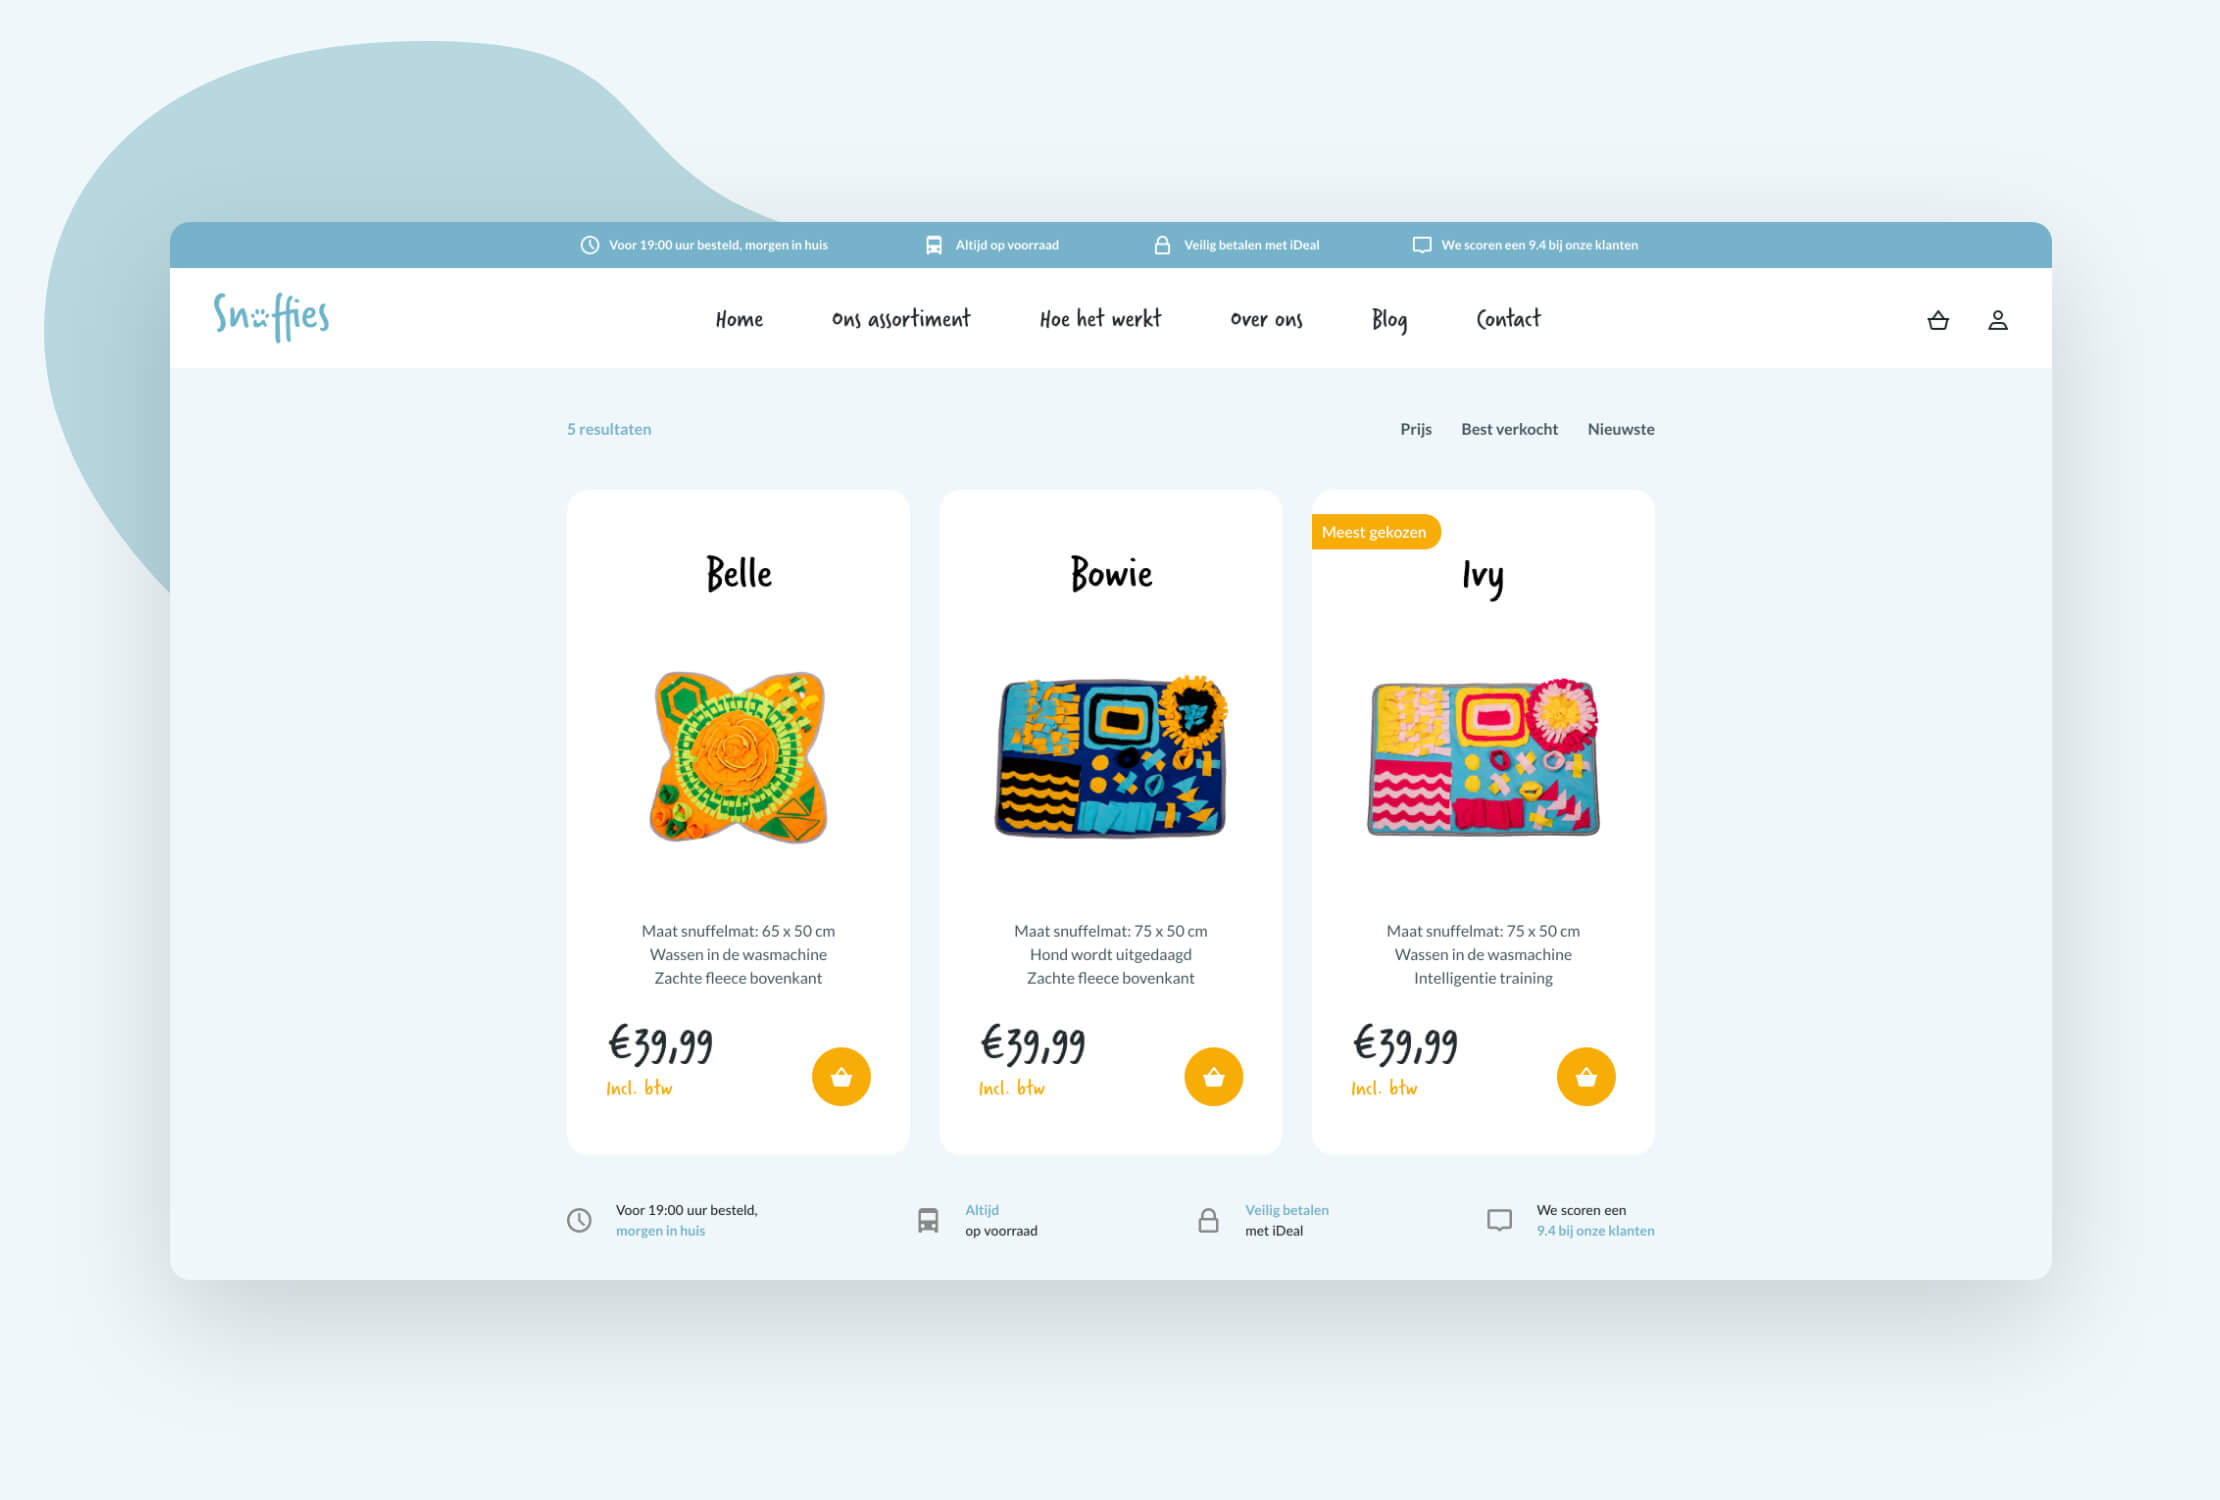 Voor 19:00 uur besteld, morgen in huis
Altijd op voorraad
Veilig betalen met iDeal
We scoren een 9.4 bij onze klanten
Snuffies
Home
Ons assortiment
Hoe het werkt
Over ons
Blog
Contact
5 resultaten
Prijs
Best verkocht
Nieuwste
Belle
Maat snuffelmat: 65 x 50 cm
Wassen in de wasmachine
Zachte fleece bovenkant
€39,99
Incl. btw
Bowie
Maat snuffelmat: 75 x 50 cm
Hond wordt uitgedaagd
Zachte fleece bovenkant
€39,99
Incl. btw
Meest gekozen
Ivy
Maat snuffelmat: 75 x 50 cm
Wassen in de wasmachine
Intelligentie training
€39,99
Incl. btw
Voor 19:00 uur besteld,
morgen in huis
Altijd
op voorraad
Veilig betalen
met iDeal
We scoren een
9.4 bij onze klanten